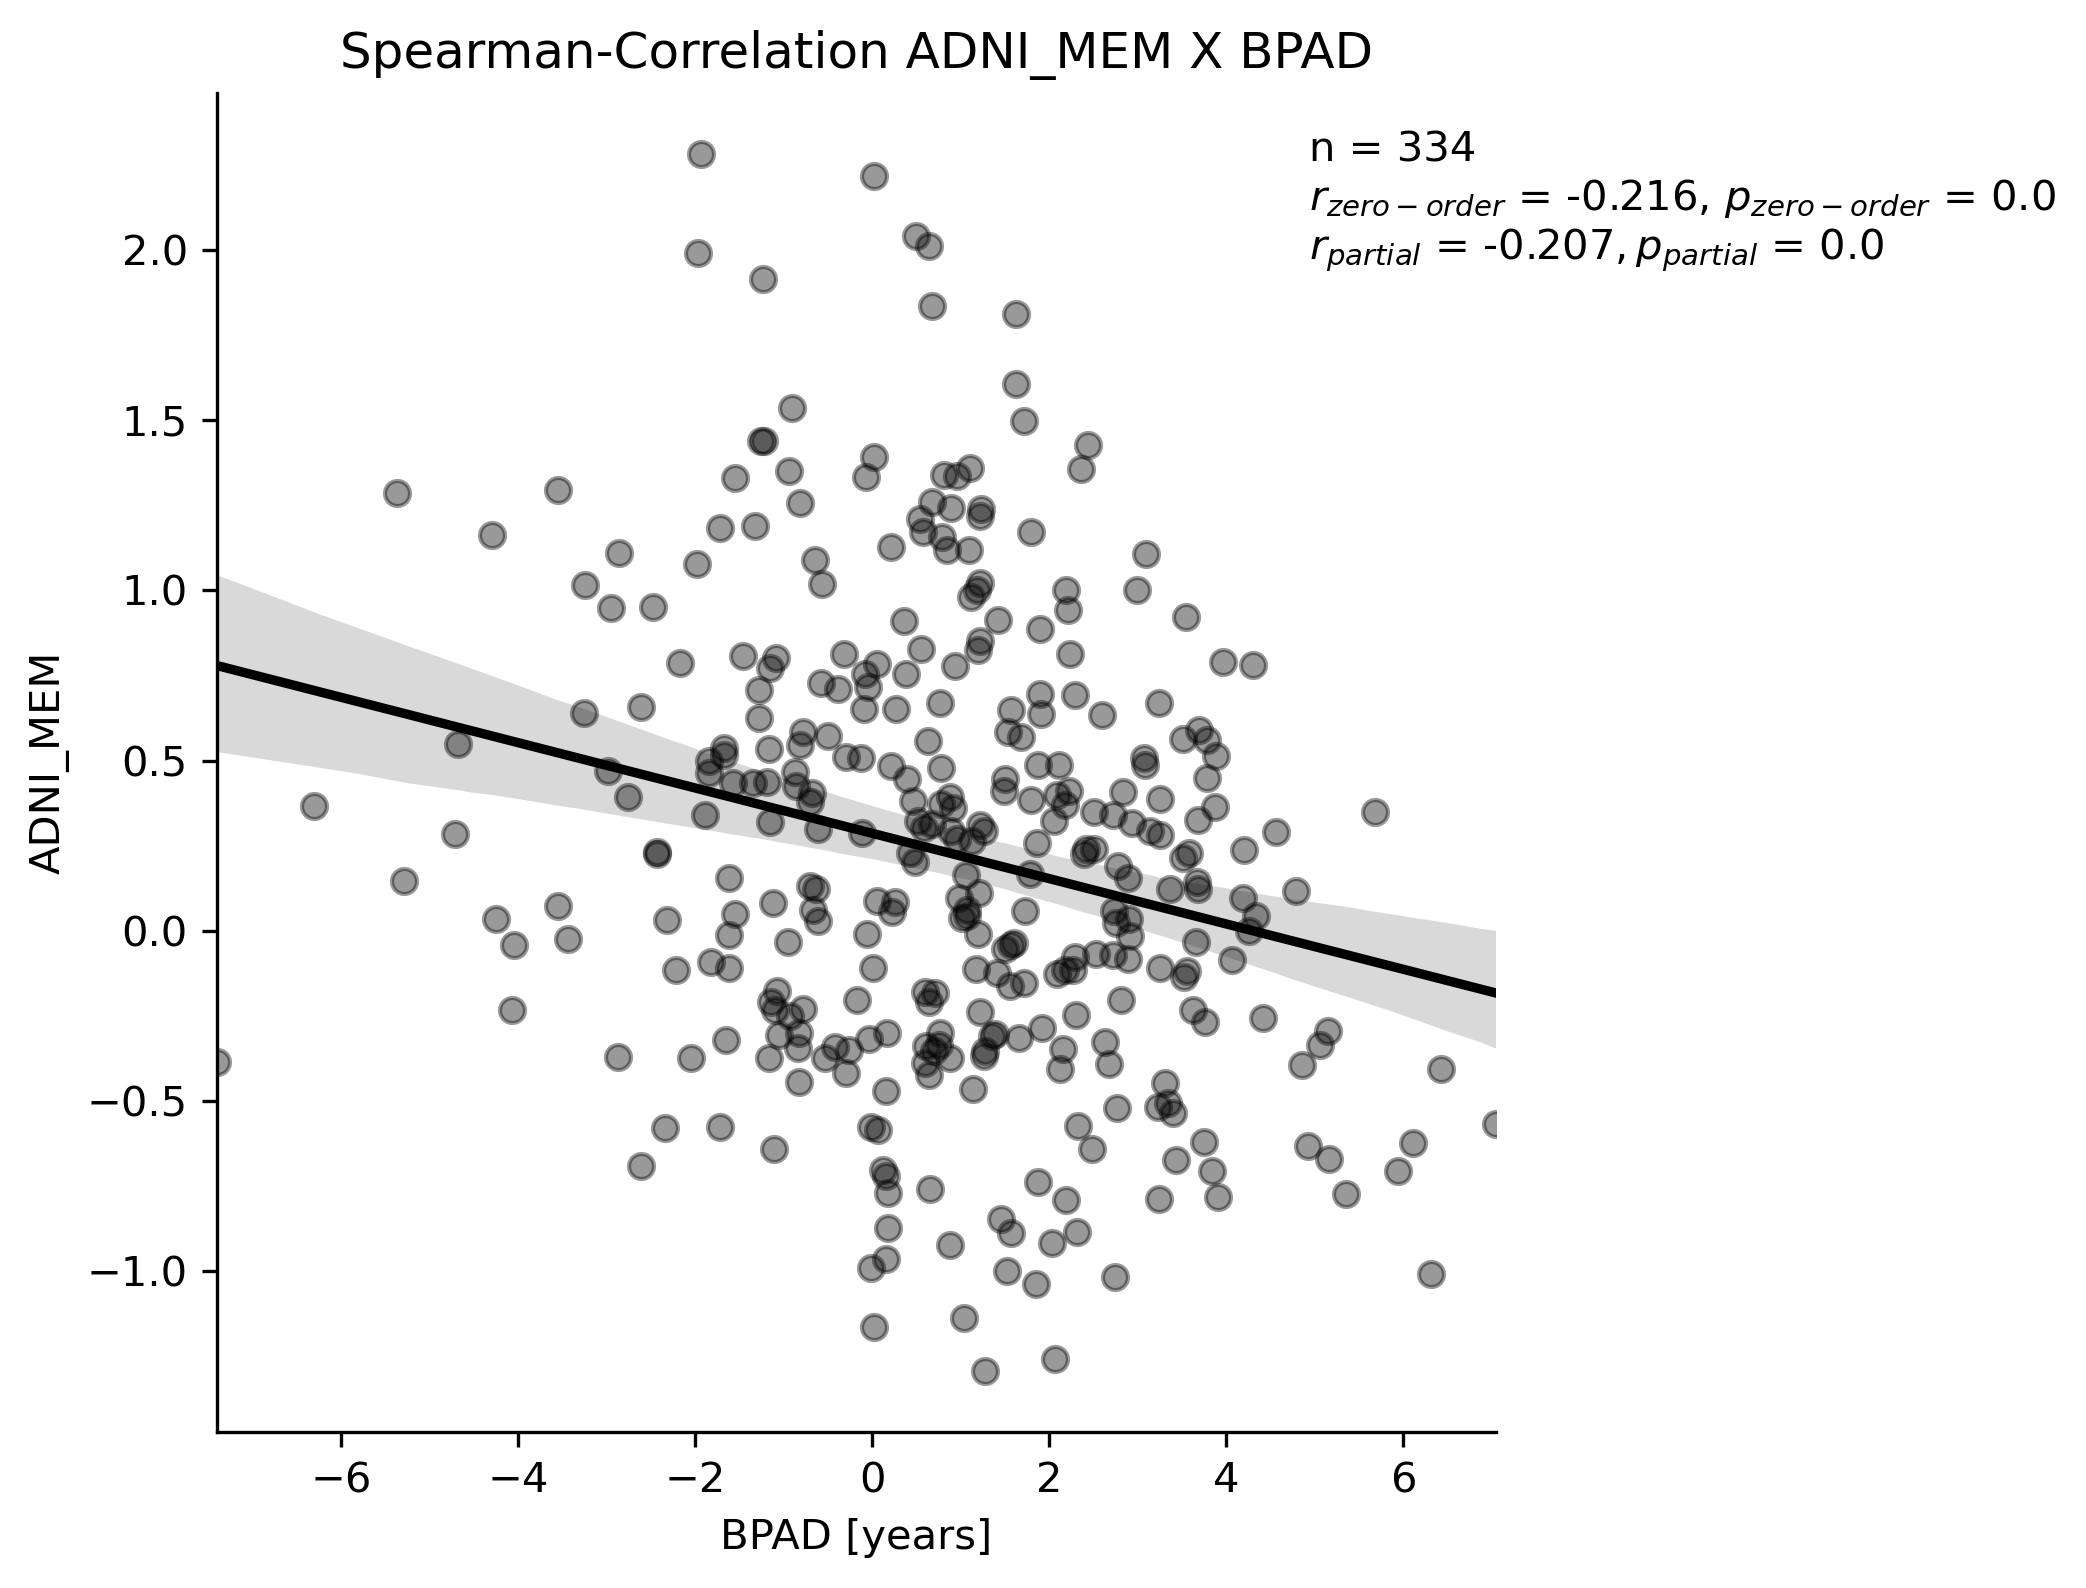 Spearman-Correlation ADNI_MEM X BPAD
n = 334
r_zero−order = -0.216, p_zero−order = 0.0
r_partial = -0.207, p_partial = 0.0
ADNI_MEM
2.0
1.5
1.0
0.5
0.0
−0.5
−1.0
−6 −4 −2 0 2 4 6
BPAD [years]